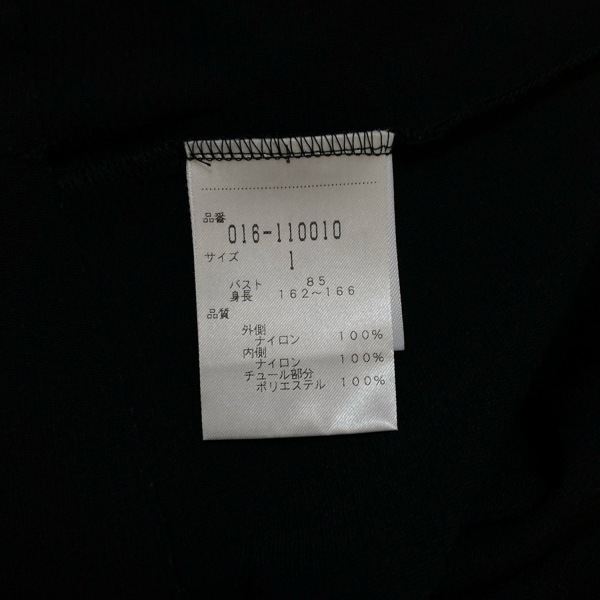 品番
016-110010
サイズ
1
バスト 85
身長 162～166
品質
外側
ナイロン 100%
内側
ナイロン 100%
チュール部分
ポリエステル 100%